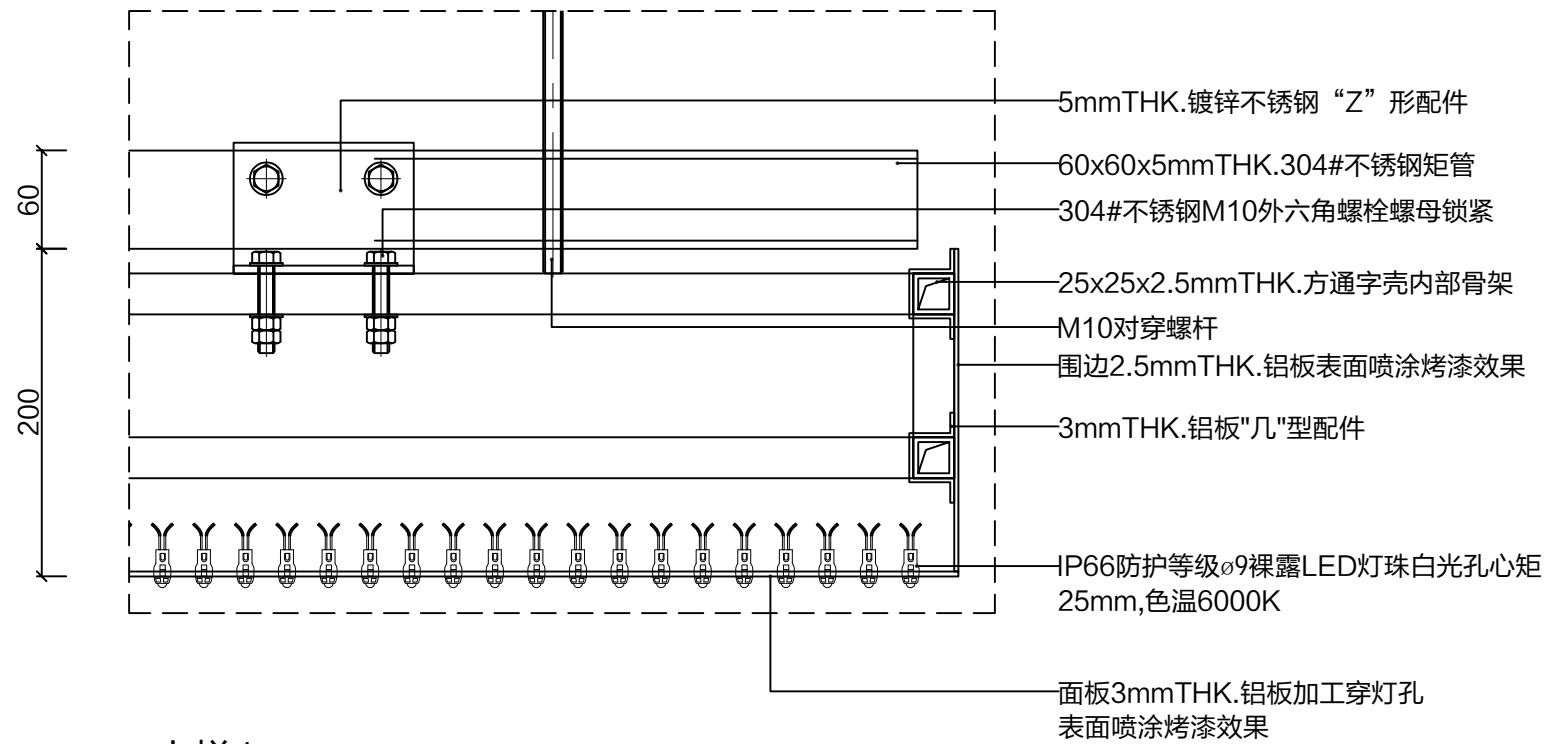 5mmTHK.镀锌不锈钢“Z”形配件
60x60x5mmTHK.304#不锈钢矩管
304#不锈钢M10外六角螺栓螺母锁紧
25x25x2.5mmTHK.方通字壳内部骨架
M10对穿螺杆
围边2.5mmTHK.铝板表面喷涂烤漆效果
3mmTHK.铝板"几"型配件
IP66防护等级ø9裸露LED灯珠白光孔心矩
25mm,色温6000K
面板3mmTHK.铝板加工穿灯孔
表面喷涂烤漆效果
60
200